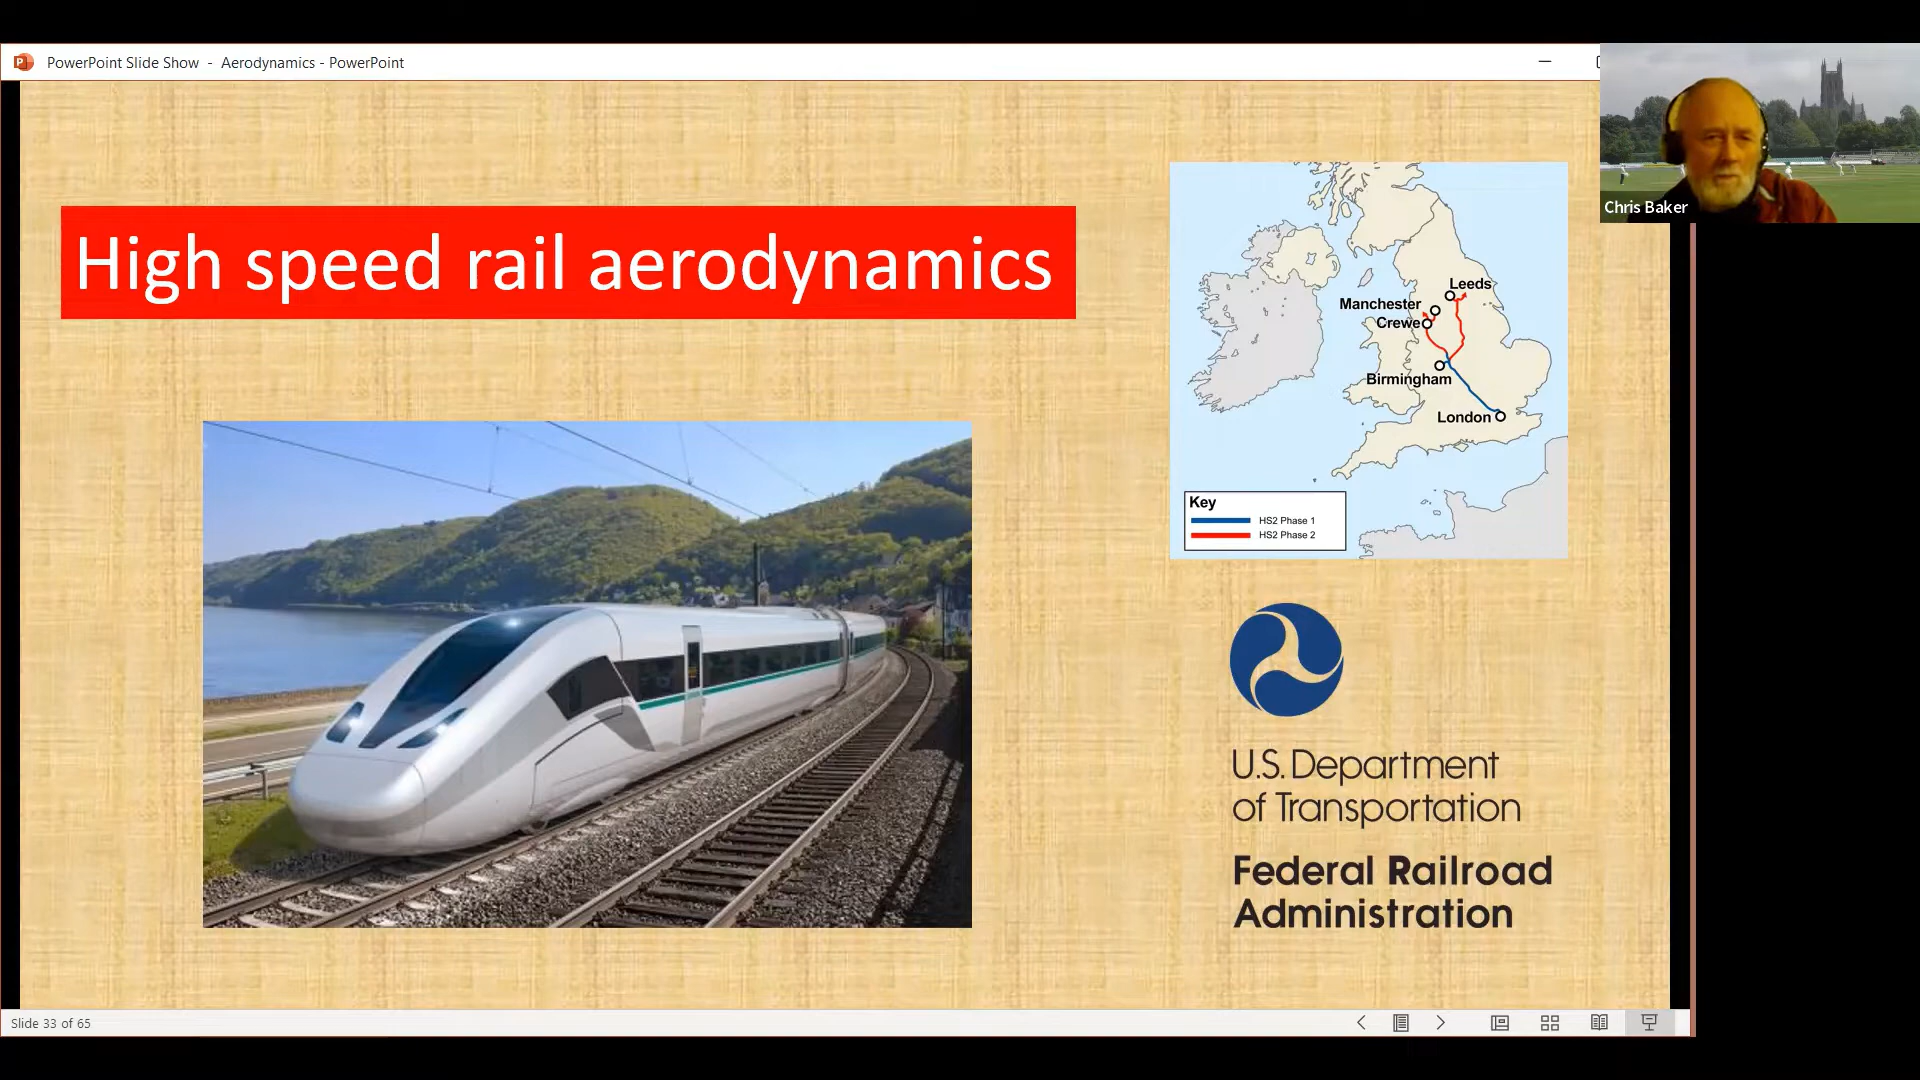 PowerPoint Slide Show - Aerodynamics - PowerPoint
Chris Baker
High speed rail aerodynamics
Leeds
Manchester
Crewe
Birmingham
London
Key
HS2 Phase 1
HS2 Phase 2
U.S. Department
of Transportation
Federal Railroad
Administration
Slide 33 of 65